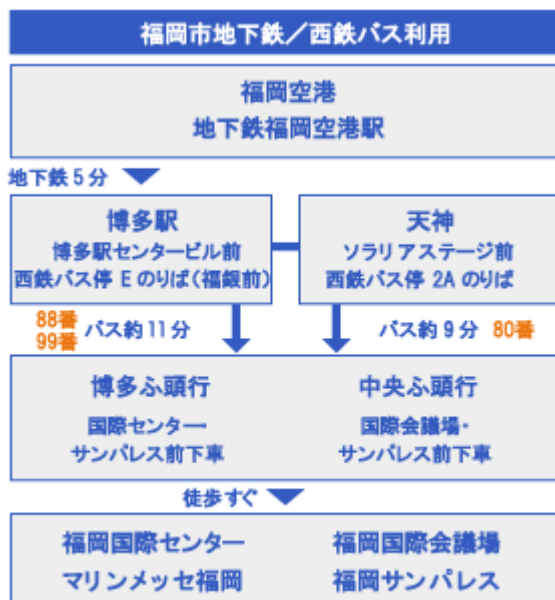 福岡市地下鉄／西鉄バス利用
福岡空港
地下鉄福岡空港駅
地下鉄5分
博多駅
博多駅センタービル前
西鉄バス停 Eのりば(福銀前)
天神
ソラリアステージ前
西鉄バス停 2Aのりば
88番
99番
バス約11分
バス約9分 80番
博多ふ頭行
国際センター・
サンパレス前下車
中央ふ頭行
国際会議場・
サンパレス前下車
徒歩すぐ
福岡国際センター
マリンメッセ福岡
福岡国際会議場
福岡サンパレス